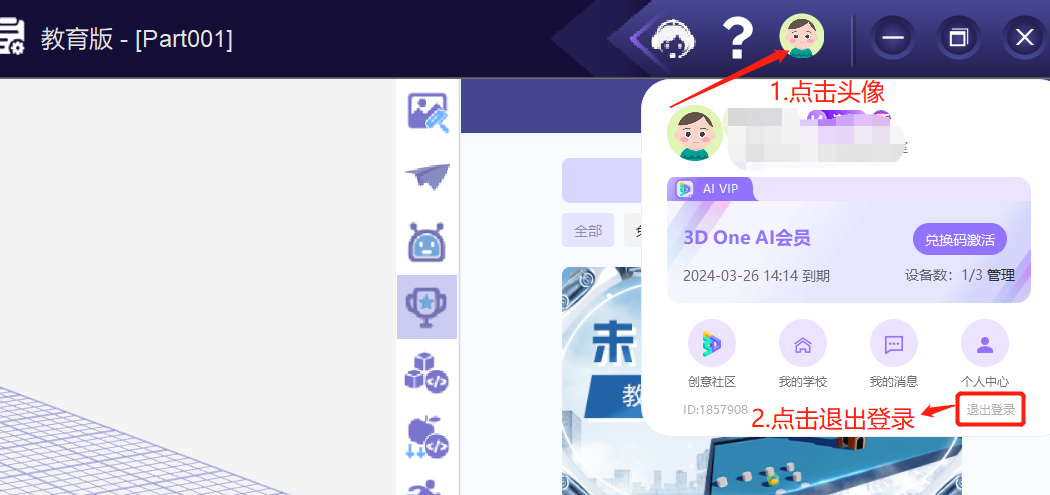 教育版 - [Part001]
1.点击头像
AI VIP
3D One AI会员
兑换码激活
2024-03-26 14:14 到期
设备数：1/3 管理
全部
创意社区
我的学校
我的消息
个人中心
ID:1857908
退出登录
2.点击退出登录
未
教